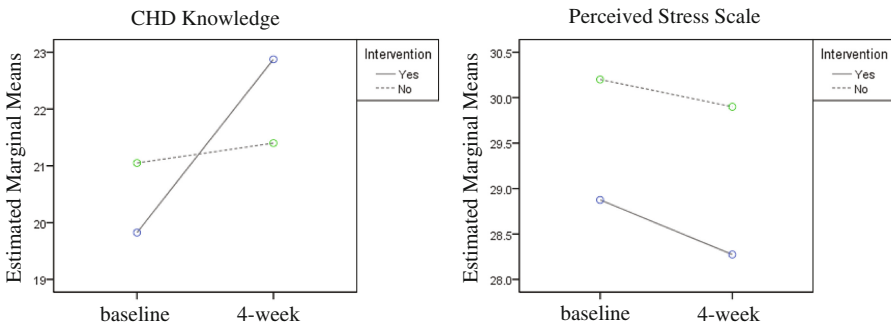 CHD Knowledge
Estimated Marginal Means
23
22
21
20
19
baseline 4-week
Intervention
Yes
No
Perceived Stress Scale
Estimated Marginal Means
30.5
30.0
29.5
29.0
28.5
28.0
baseline 4-week
Intervention
Yes
No